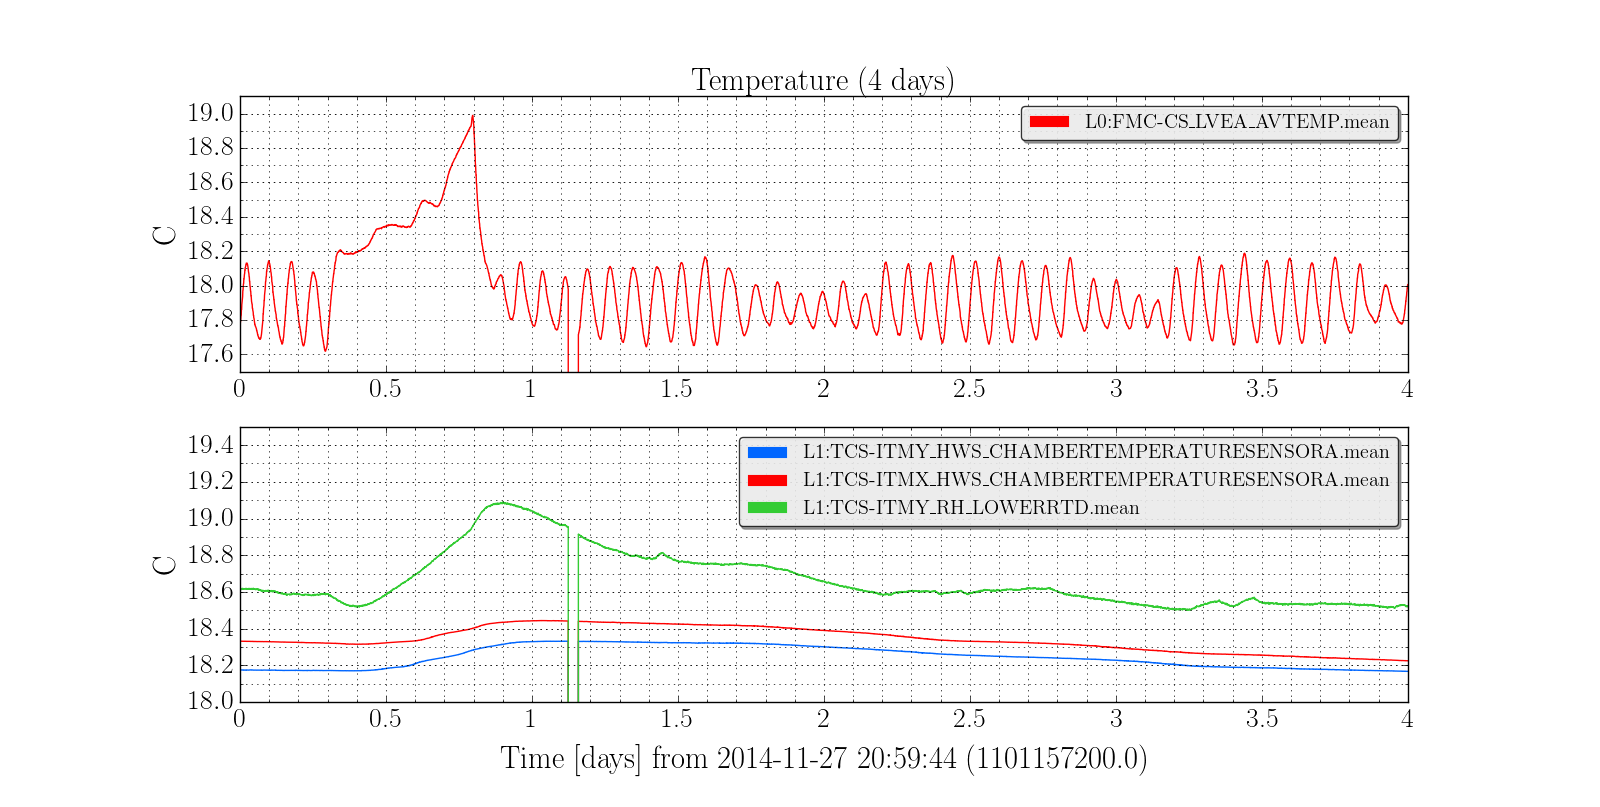 Temperature (4 days)
19.0
18.8
18.6
18.4
18.2
18.0
17.8
17.6
C
L0:FMC-CS_LVEA_AVTEMP.mean
0 0.5 1 1.5 2 2.5 3 3.5 4
19.4
19.2
19.0
18.8
18.6
18.4
18.2
18.0
C
L1:TCS-ITMY_HWS_CHAMBERTEMPERATURESENSORA.mean
L1:TCS-ITMX_HWS_CHAMBERTEMPERATURESENSORA.mean
L1:TCS-ITMY_RH_LOWERRTD.mean
0 0.5 1 1.5 2 2.5 3 3.5 4
Time [days] from 2014-11-27 20:59:44 (1101157200.0)